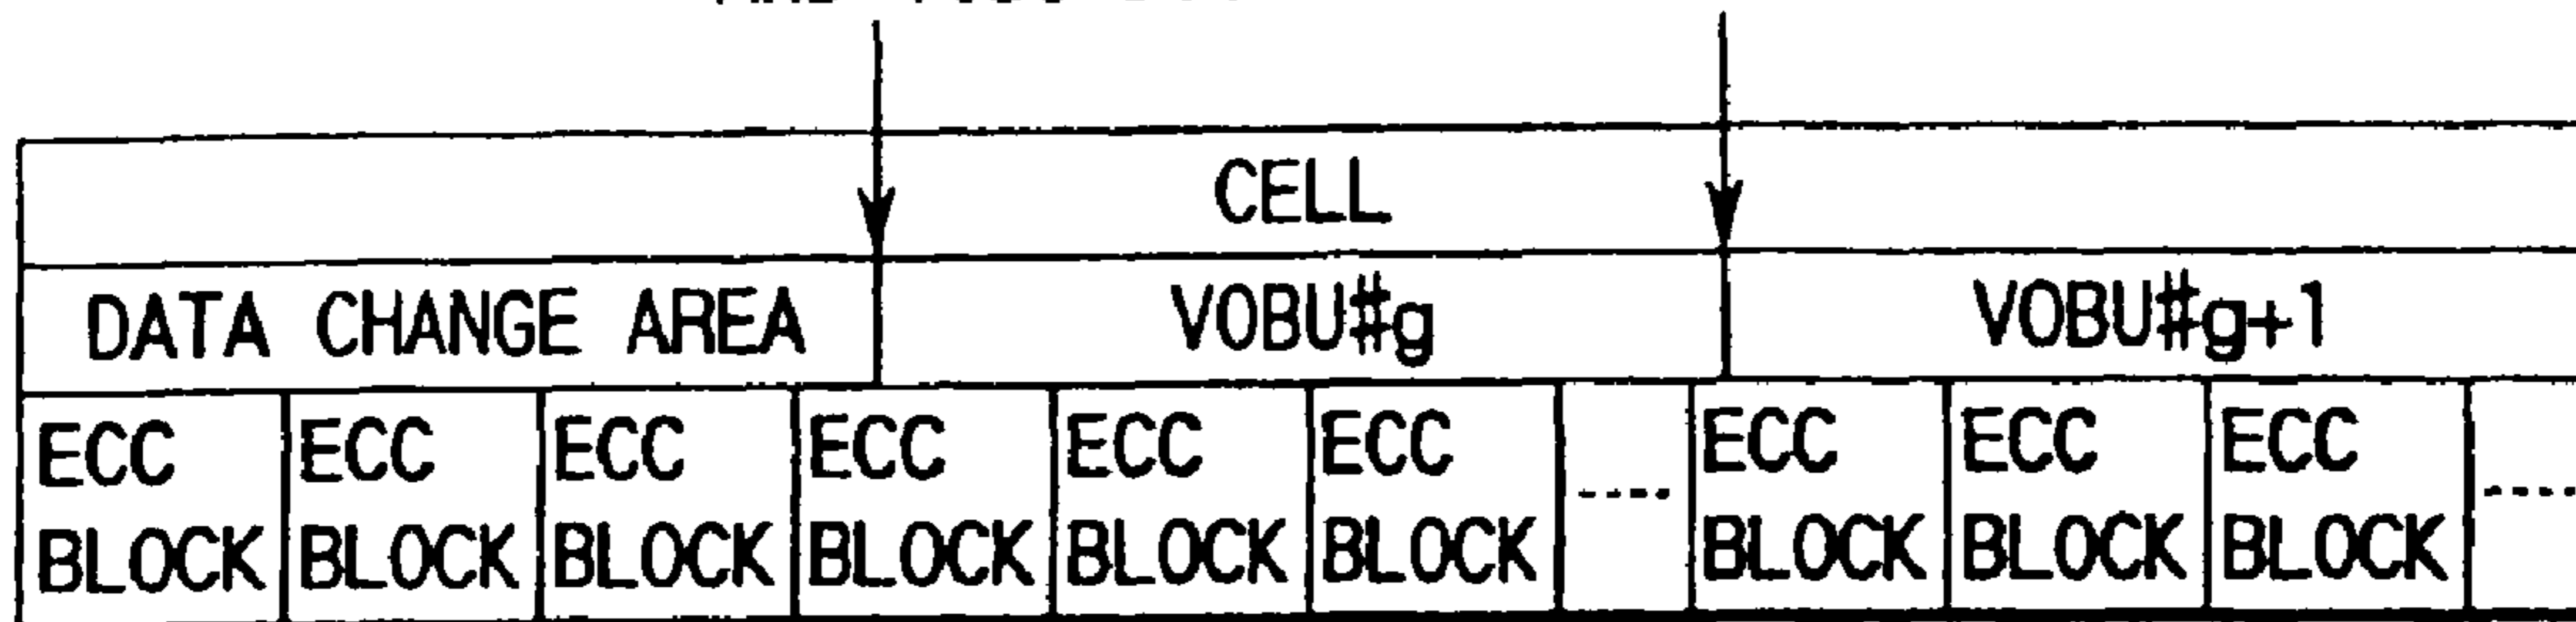 CELL
DATA CHANGE AREA VOBU#g VOBU#g+1
ECC ECC ECC ECC ECC ECC ---- ECC ECC ECC ----
BLOCK BLOCK BLOCK BLOCK BLOCK BLOCK BLOCK BLOCK BLOCK